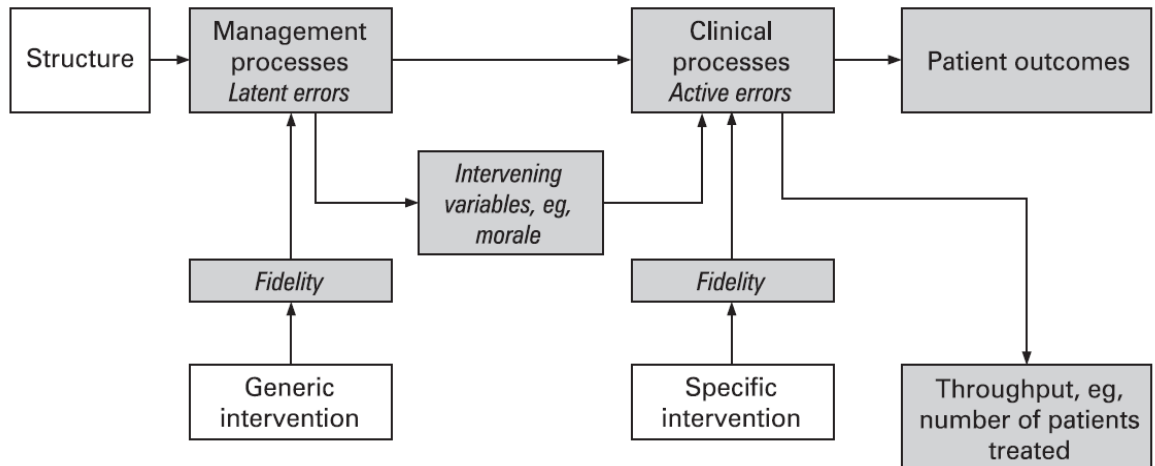 Structure
Management
processes
Latent errors
Clinical
processes
Active errors
Patient outcomes
Intervening
variables, eg,
morale
Fidelity
Fidelity
Generic
intervention
Specific
intervention
Throughput, eg,
number of patients
treated